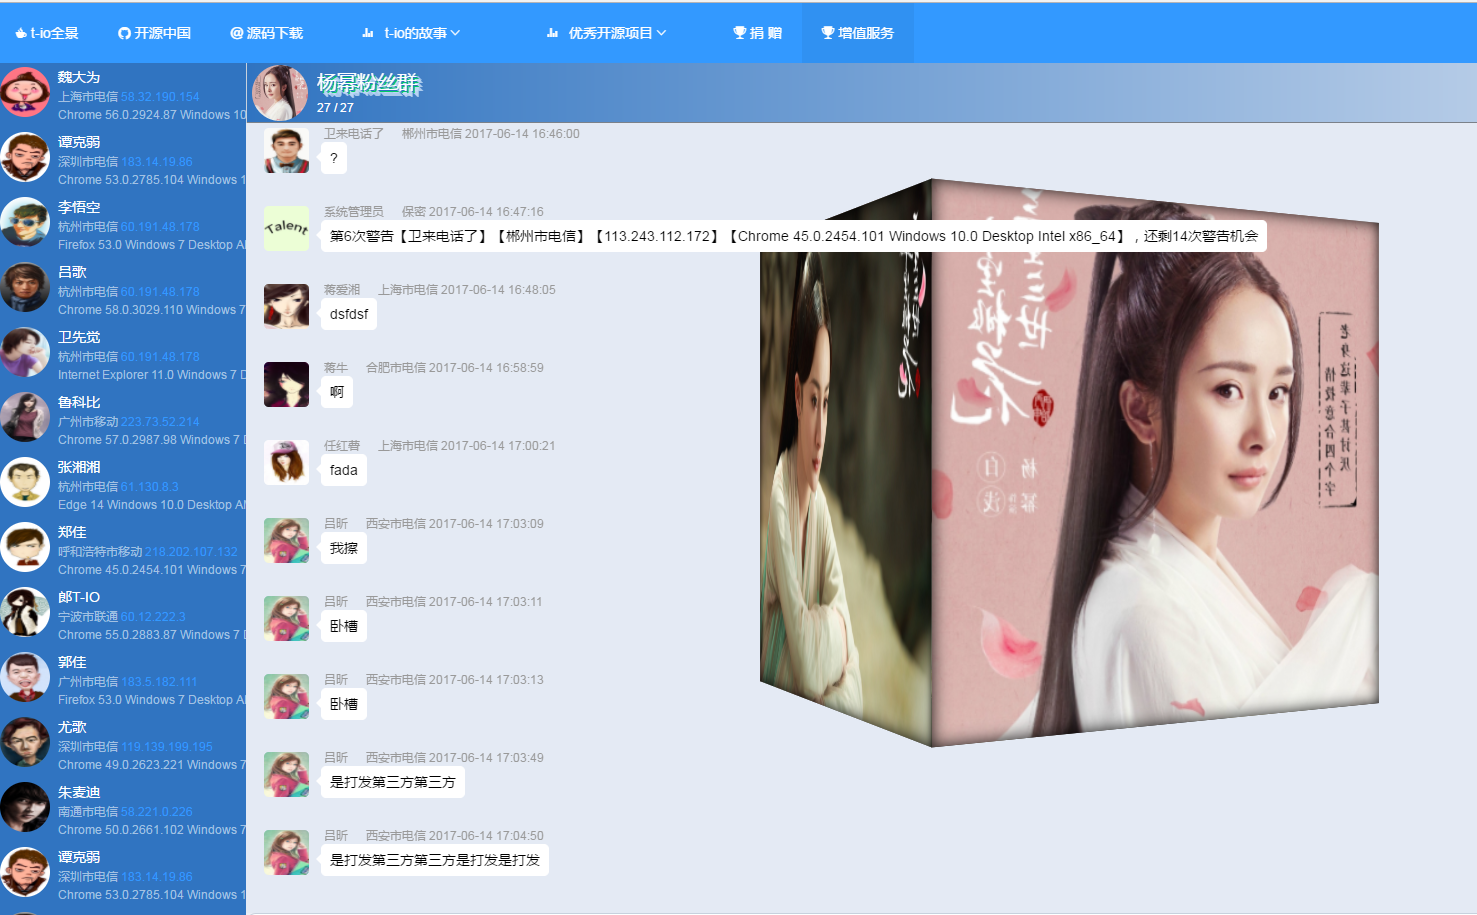 t-io全景
开源中国
源码下载
t-io的故事
优秀开源项目
捐 赠
增值服务
魏大为
上海市电信 58.32.190.154
Chrome 56.0.2924.87 Windows 10
谭克弱
深圳市电信 183.14.19.86
Chrome 53.0.2785.104 Windows 1
李悟空
杭州市电信 60.191.48.178
Firefox 53.0 Windows 7 Desktop
吕歌
杭州市电信 60.191.48.178
Chrome 58.0.3029.110 Windows 7
卫先觉
杭州市电信 60.191.48.178
Internet Explorer 11.0 Windows 7
鲁科比
广州市移动 223.73.52.214
Chrome 57.0.2987.98 Windows 7
张湘湘
杭州市电信 61.130.8.3
Edge 14 Windows 10.0 Desktop
郑佳
呼和浩特市移动 218.202.107.132
Chrome 45.0.2454.101 Windows 7
郎T-IO
宁波市联通 60.12.222.3
Chrome 55.0.2883.87 Windows 7
郭佳
广州市电信 183.5.182.111
Firefox 53.0 Windows 7 Desktop
尤歌
深圳市电信 119.139.199.195
Chrome 49.0.2623.221 Windows 7
朱麦迪
南通市电信 58.221.0.226
Chrome 50.0.2661.102 Windows 7
谭克弱
深圳市电信 183.14.19.86
Chrome 53.0.2785.104 Windows 1
杨幂粉丝群
27 / 27
卫来电话了 郴州市电信 2017-06-14 16:46:00
?
Talent
系统管理员 保密 2017-06-14 16:47:16
第6次警告【卫来电话了】【郴州市电信】【113.243.112.172】【Chrome 45.0.2454.101 Windows 10.0 Desktop Intel x86_64】，还剩14次警告机会
蒋爱湘 上海市电信 2017-06-14 16:48:05
dsfdsf
蒋牛 合肥市电信 2017-06-14 16:58:59
啊
任红蓉 上海市电信 2017-06-14 17:00:21
fada
吕昕 西安市电信 2017-06-14 17:03:09
我擦
吕昕 西安市电信 2017-06-14 17:03:11
卧槽
吕昕 西安市电信 2017-06-14 17:03:13
卧槽
吕昕 西安市电信 2017-06-14 17:03:49
是打发第三方第三方
吕昕 西安市电信 2017-06-14 17:04:50
是打发第三方第三方是打发是打发
老身这辈子甚讨厌
情投意合四个字
杨幂
白浅